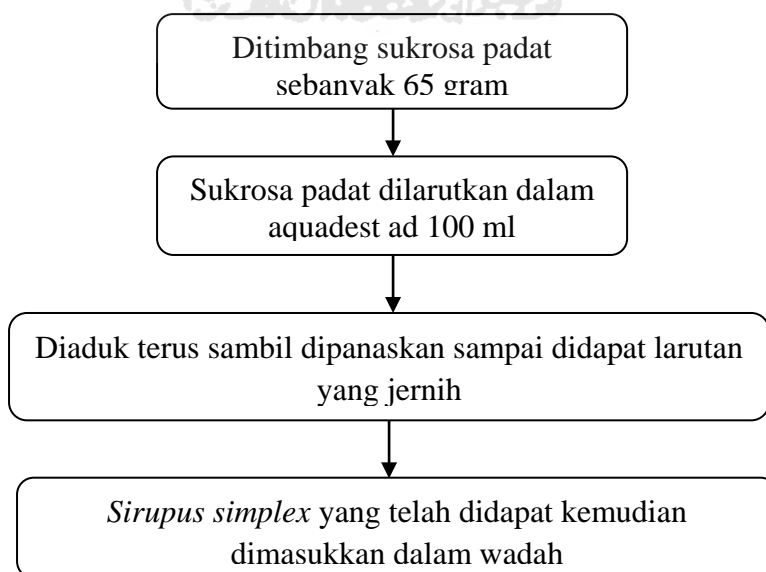 Ditimbang sukrosa padat
sebanyak 65 gram
Sukrosa padat dilarutkan dalam
aquadest ad 100 ml
Diaduk terus sambil dipanaskan sampai didapat larutan
yang jernih
Sirupus simplex yang telah didapat kemudian
dimasukkan dalam wadah